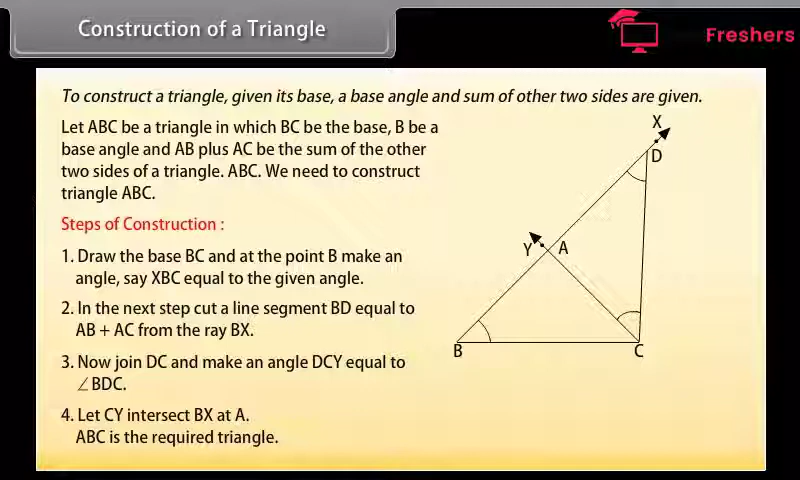 Construction of a Triangle
Freshers
To construct a triangle, given its base, a base angle and sum of other two sides are given.
Let ABC be a triangle in which BC be the base, B be a
base angle and AB plus AC be the sum of the other
two sides of a triangle. ABC. We need to construct
triangle ABC.
Steps of Construction :
1. Draw the base BC and at the point B make an
angle, say XBC equal to the given angle.
2. In the next step cut a line segment BD equal to
AB + AC from the ray BX.
3. Now join DC and make an angle DCY equal to
∠BDC.
4. Let CY intersect BX at A.
ABC is the required triangle.
X
D
Y
A
B
C